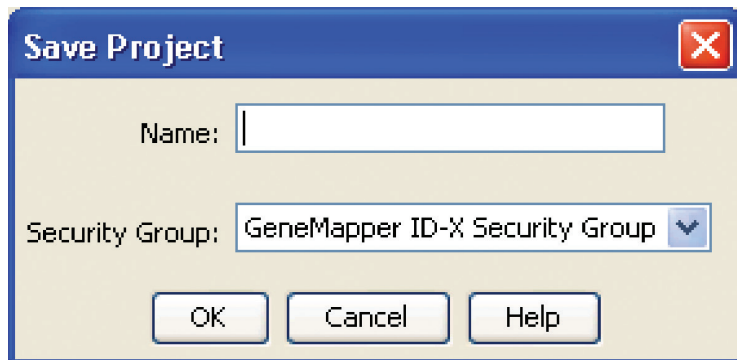 Save Project
Name:
Security Group: GeneMapper ID-X Security Group
OK Cancel Help